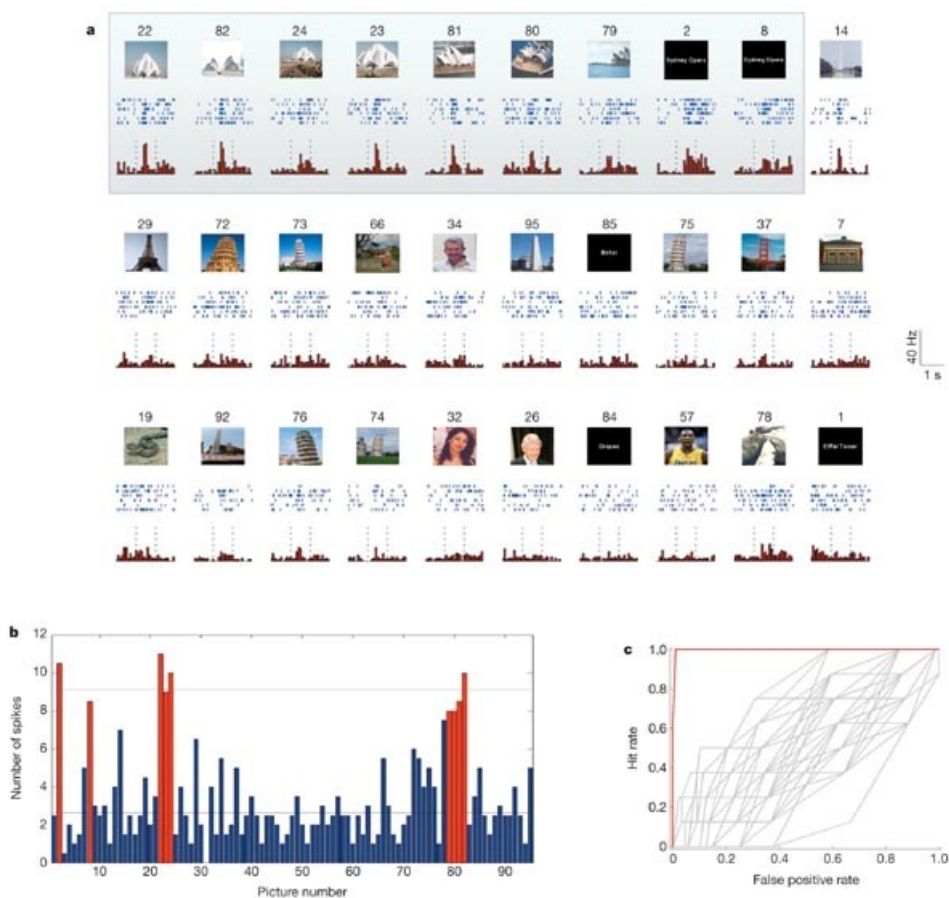 a
22 82 24 23 81 80 79 2 8 14
Sydney Opera Sydney Opera
29 72 73 66 34 95 85 75 37 7
40 Hz
1 s
19 92 76 74 32 26 84 57 78 1
Grapes Eiffel Tower
b
12
10
8
6
4
2
0
Number of spikes
10 20 30 40 50 60 70 80 90
Picture number
c
1.0
0.8
0.6
0.4
0.2
0
Hit rate
0 0.2 0.4 0.6 0.8 1.0
False positive rate